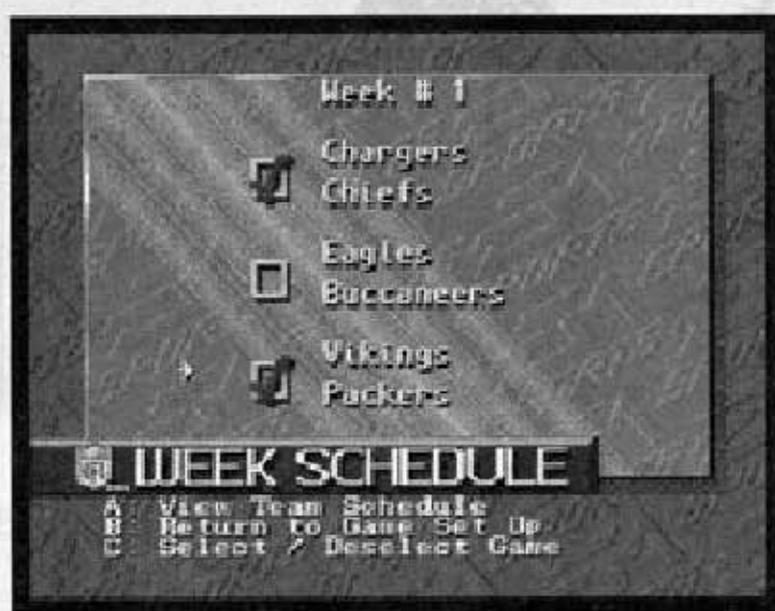 Week # 1
Chargers
Chiefs
Eagles
Buccaneers
Vikings
Packers
WEEK SCHEDULE
A: View Team Schedule
B: Return to Game Set Up
C: Select / Deselect Game